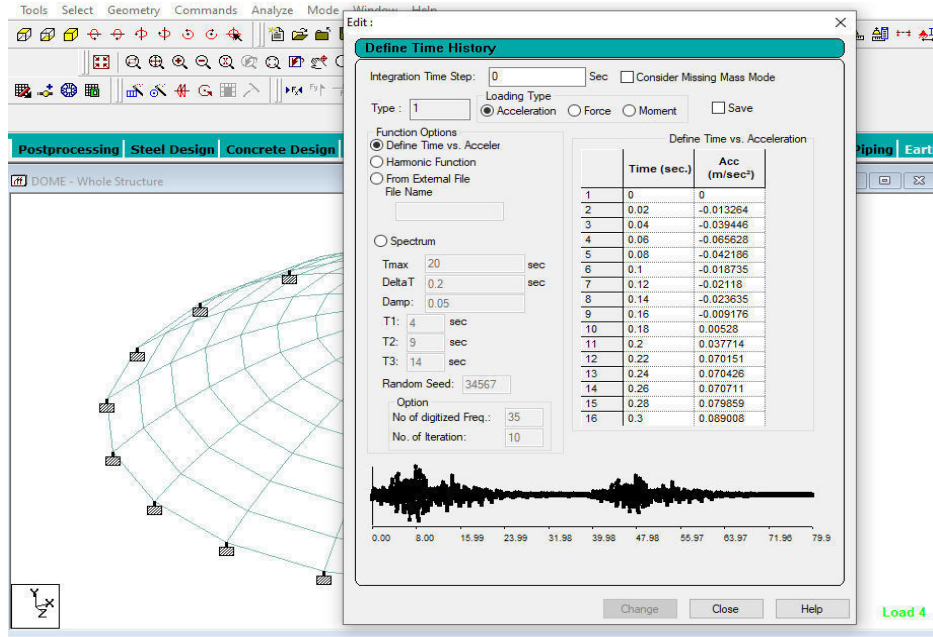 Tools Select Geometry Commands Analyze Mode Window Help
Edit :
Define Time History
Integration Time Step: 0 Sec Consider Missing Mass Mode
Type : 1 Loading Type Acceleration Force Moment Save
Function Options
Define Time vs. Acceler
Harmonic Function
From External File
File Name
Spectrum
Tmax 20 sec
DeltaT 0.2 sec
Damp: 0.05
T1: 4 sec
T2: 9 sec
T3: 14 sec
Random Seed: 34567
Option
No of digitized Freq.: 35
No. of Iteration: 10
Define Time vs. Acceleration
Time (sec.) Acc (m/sec²)
1 0 0
2 0.02 -0.013264
3 0.04 -0.039446
4 0.06 -0.065628
5 0.08 -0.042186
6 0.1 -0.018735
7 0.12 -0.02118
8 0.14 -0.023635
9 0.16 -0.009176
10 0.18 0.00528
11 0.2 0.037714
12 0.22 0.070151
13 0.24 0.070426
14 0.26 0.070711
15 0.28 0.079859
16 0.3 0.089008
0.00 8.00 15.99 23.99 31.98 39.98 47.98 55.97 63.97 71.96 79.9
Change Close Help
Postprocessing Steel Design Concrete Design Piping Eart
DOME - Whole Structure
Y
X
Z
Load 4